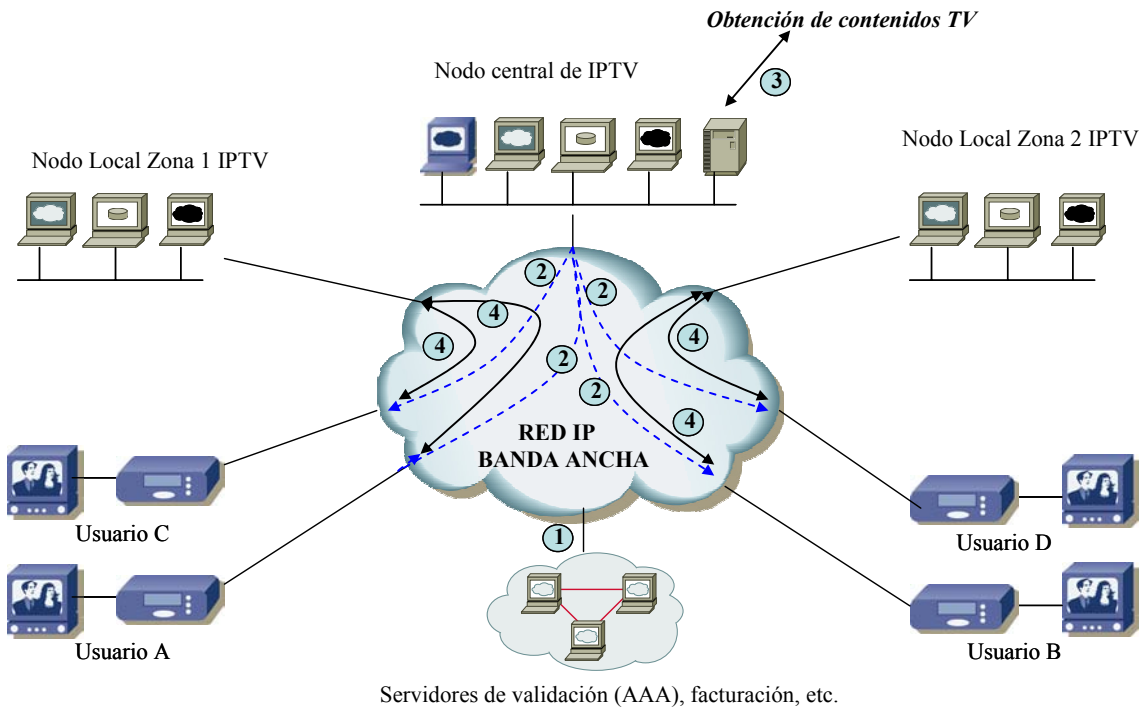 Obtención de contenidos TV
Nodo central de IPTV
3
Nodo Local Zona 1 IPTV
Nodo Local Zona 2 IPTV
2
2
4
4
4
2
2
4
RED IP
BANDA ANCHA
Usuario C
Usuario D
1
Usuario A
Usuario B
Servidores de validación (AAA), facturación, etc.